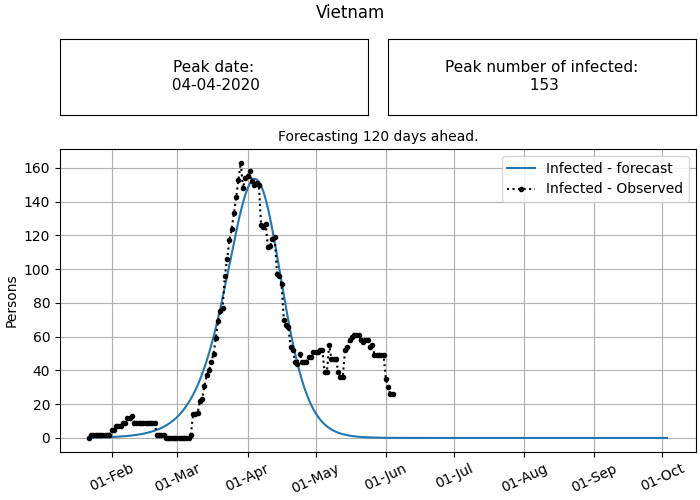 Vietnam
Peak date:
04-04-2020
Peak number of infected:
153
Forecasting 120 days ahead.
Persons
160
140
120
100
80
60
40
20
0
Infected - forecast
Infected - Observed
01-Feb
01-Mar
01-Apr
01-May
01-Jun
01-Jul
01-Aug
01-Sep
01-Oct